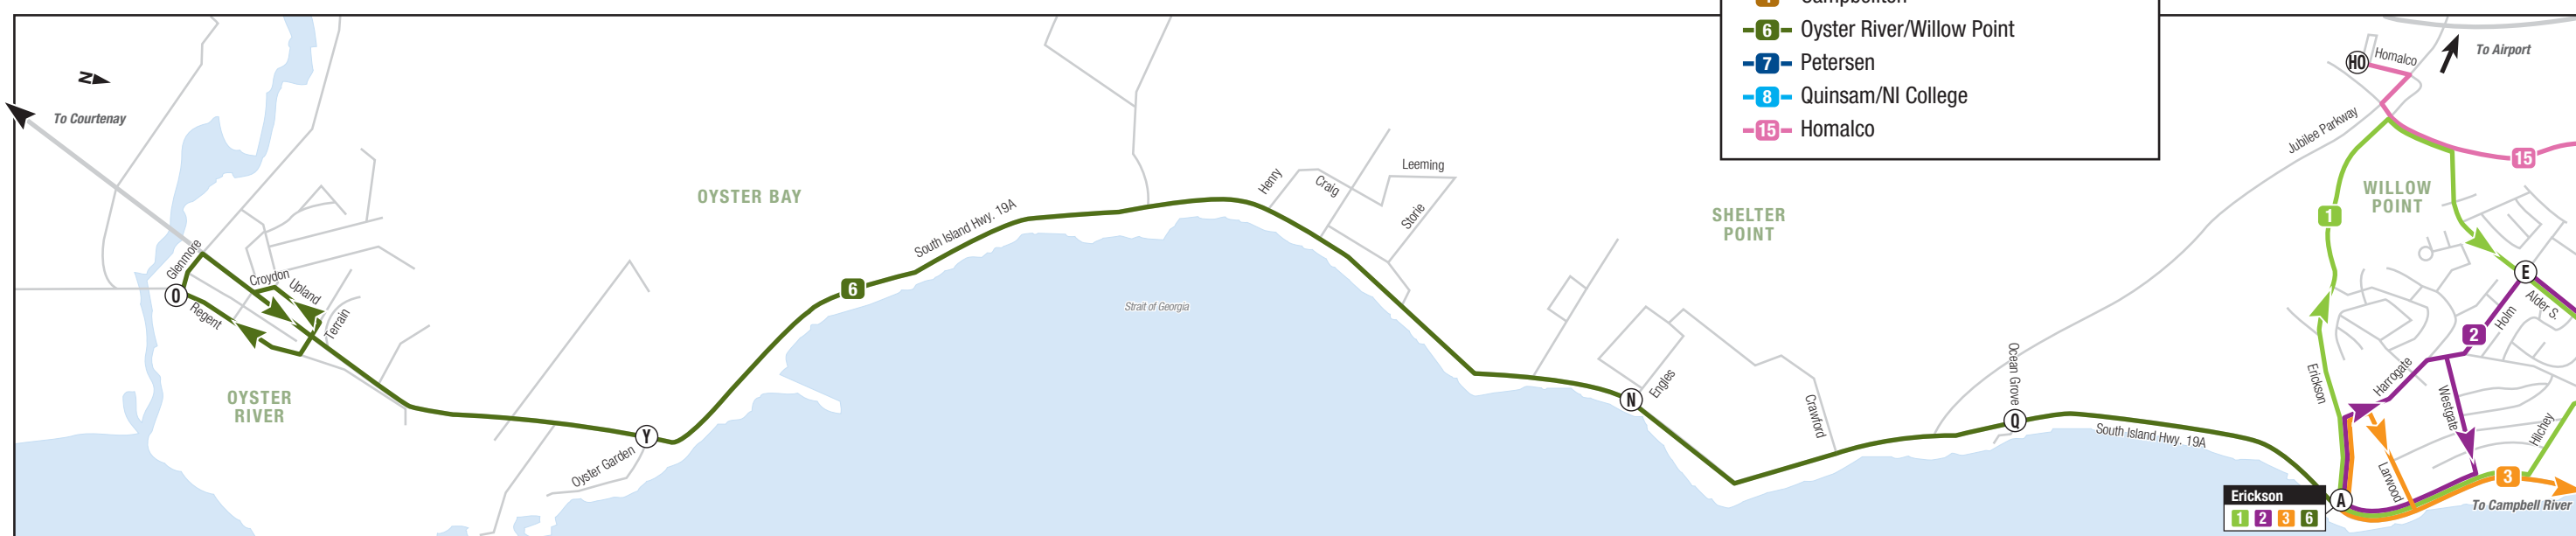 Campbellton
6 Oyster River/Willow Point
7 Petersen
8 Quinsam/NI College
15 Homalco
N
To Courtenay
Glenmore
O
Regent
Croydon
Upland
Terrain
OYSTER
RIVER
OYSTER BAY
Y
Oyster Garden
6
South Island Hwy. 19A
Strait of Georgia
Henry
Craig
Leeming
Storie
SHELTER
POINT
N
Engles
Crawford
Ocean Grove
Q
South Island Hwy. 19A
Jubilee Parkway
HO
Homalco
To Airport
15
WILLOW
POINT
1
E
Alder S.
Holm
2
Harrogate
Westgate
Erickson
Hilchey
Larwood
3
To Campbell River
A
Erickson
1 2 3 6